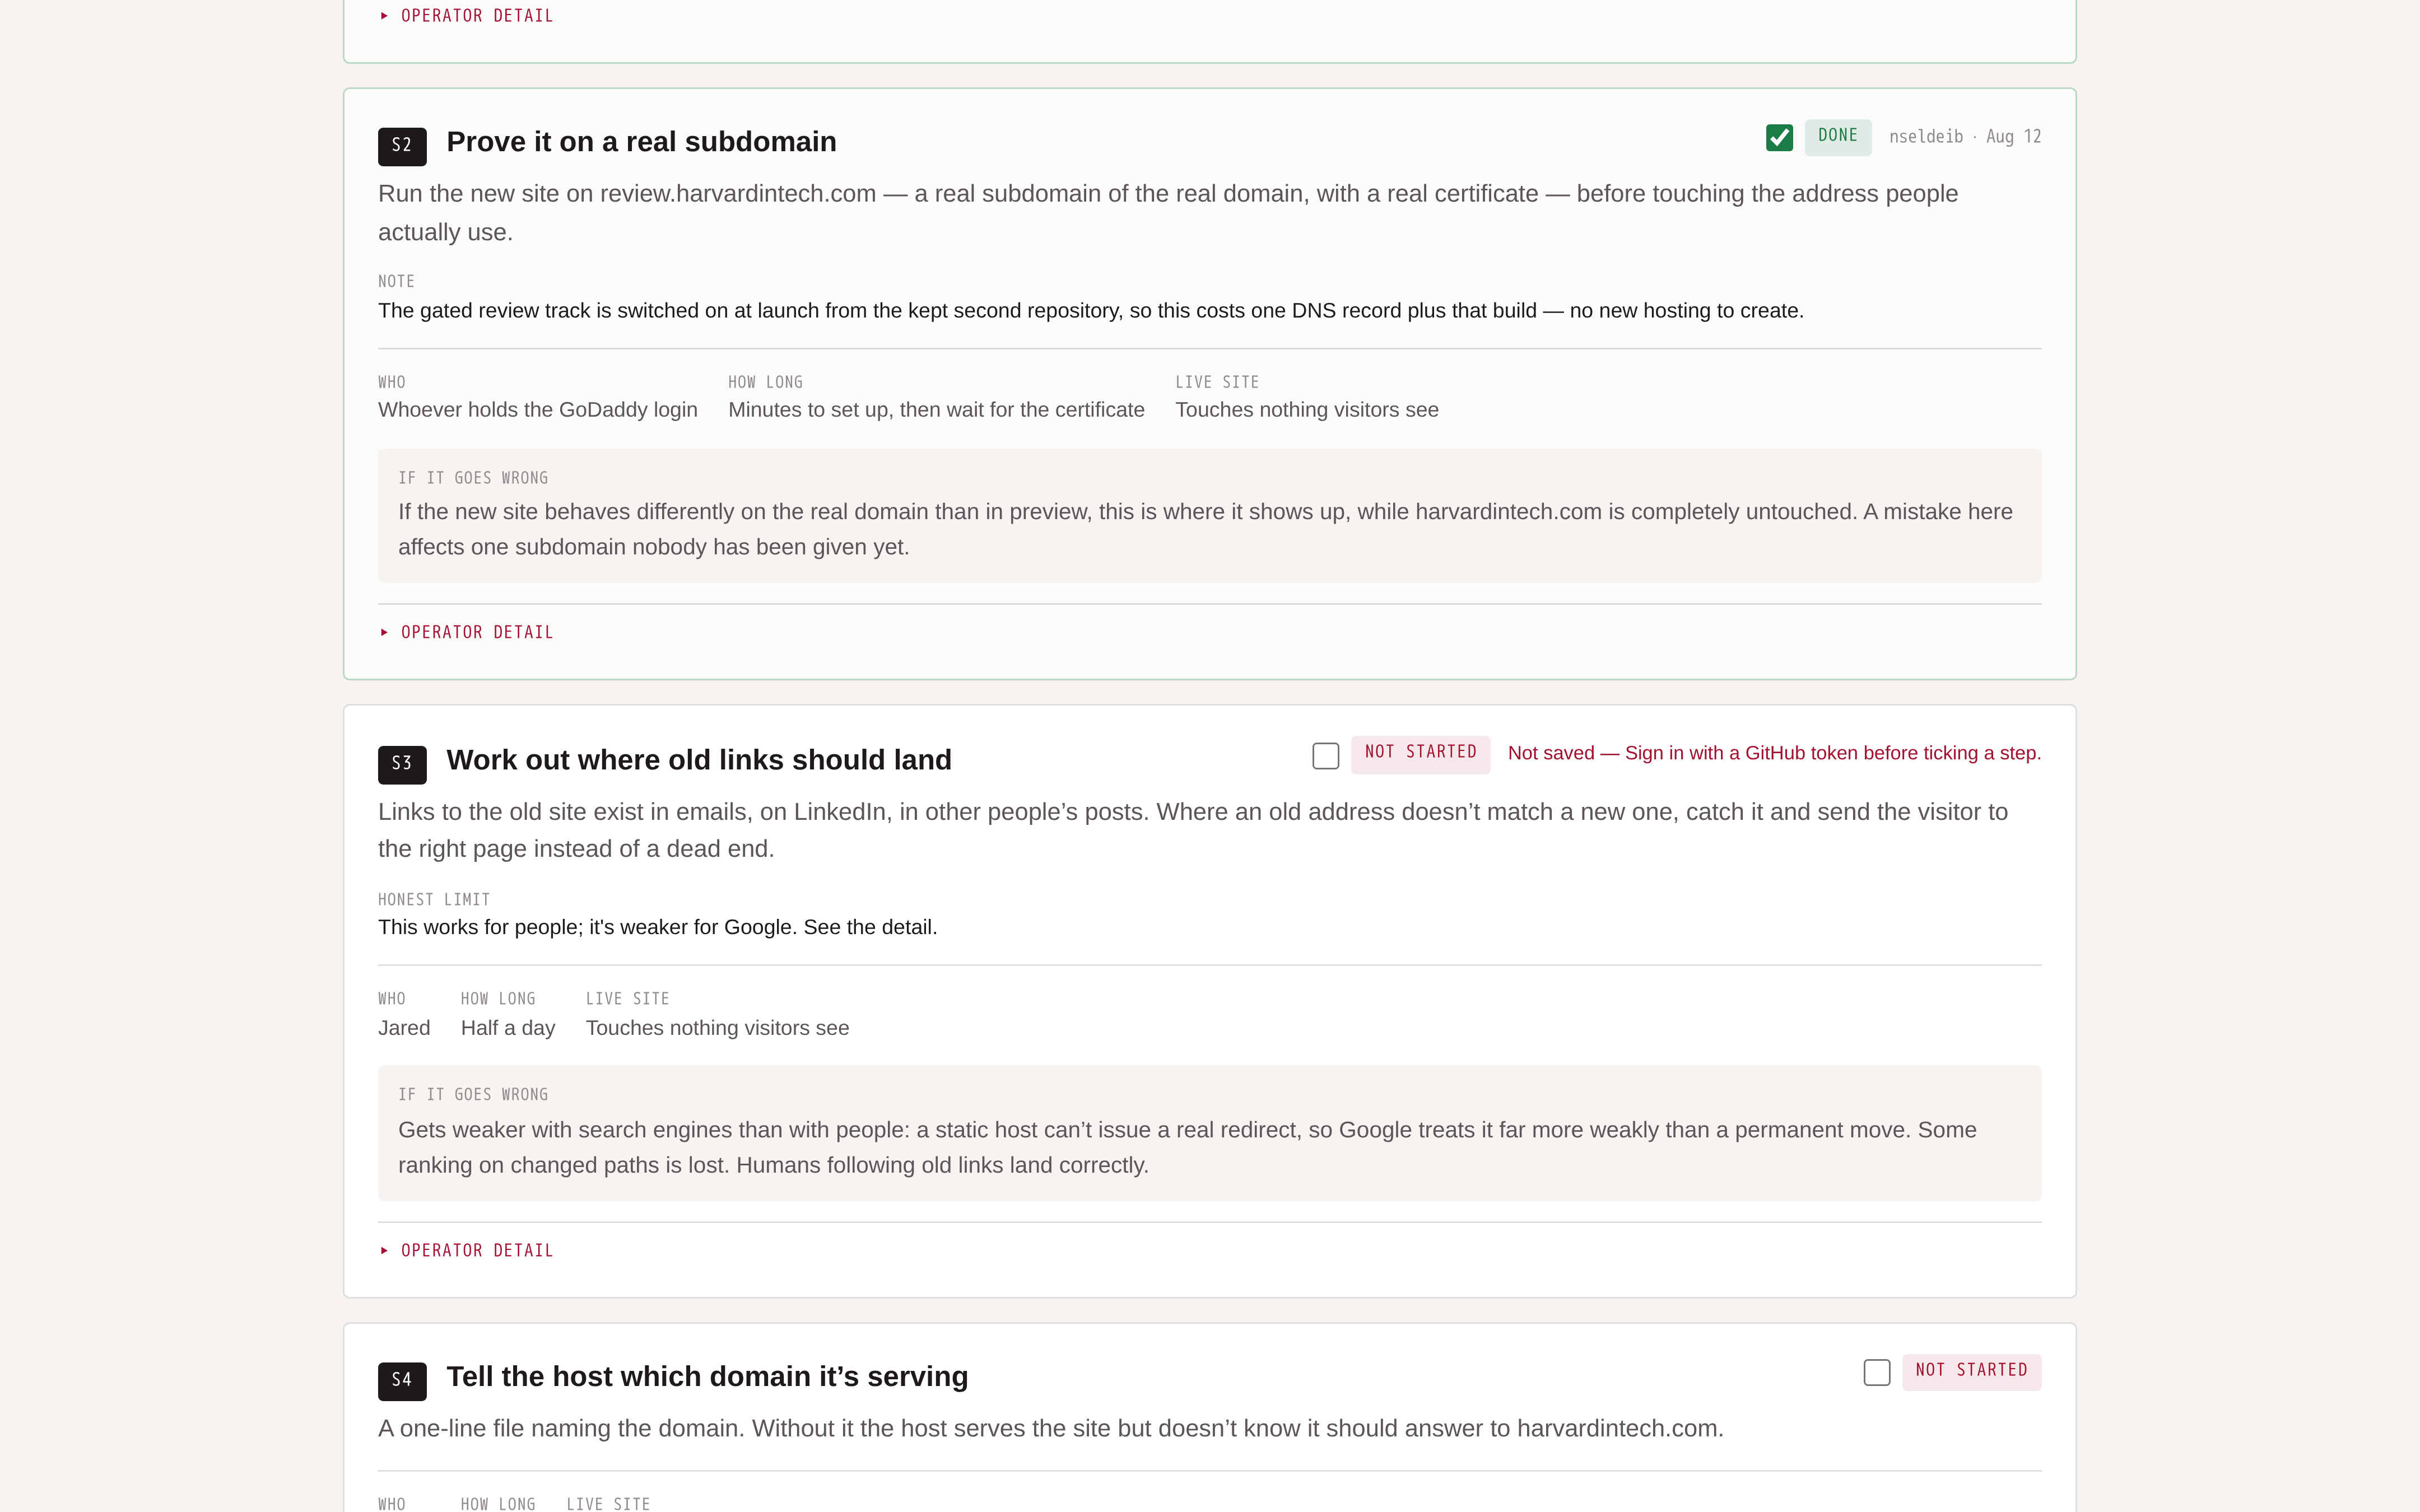 ▸ OPERATOR DETAIL
S2 Prove it on a real subdomain DONE nseldeib · Aug 12
Run the new site on review.harvardintech.com — a real subdomain of the real domain, with a real certificate — before touching the address people
actually use.
NOTE
The gated review track is switched on at launch from the kept second repository, so this costs one DNS record plus that build — no new hosting to create.
WHO HOW LONG LIVE SITE
Whoever holds the GoDaddy login Minutes to set up, then wait for the certificate Touches nothing visitors see
IF IT GOES WRONG
If the new site behaves differently on the real domain than in preview, this is where it shows up, while harvardintech.com is completely untouched. A mistake here
affects one subdomain nobody has been given yet.
▸ OPERATOR DETAIL
S3 Work out where old links should land NOT STARTED Not saved — Sign in with a GitHub token before ticking a step.
Links to the old site exist in emails, on LinkedIn, in other people’s posts. Where an old address doesn’t match a new one, catch it and send the visitor to
the right page instead of a dead end.
HONEST LIMIT
This works for people; it's weaker for Google. See the detail.
WHO HOW LONG LIVE SITE
Jared Half a day Touches nothing visitors see
IF IT GOES WRONG
Gets weaker with search engines than with people: a static host can’t issue a real redirect, so Google treats it far more weakly than a permanent move. Some
ranking on changed paths is lost. Humans following old links land correctly.
▸ OPERATOR DETAIL
S4 Tell the host which domain it’s serving NOT STARTED
A one-line file naming the domain. Without it the host serves the site but doesn’t know it should answer to harvardintech.com.
WHO HOW LONG LIVE SITE